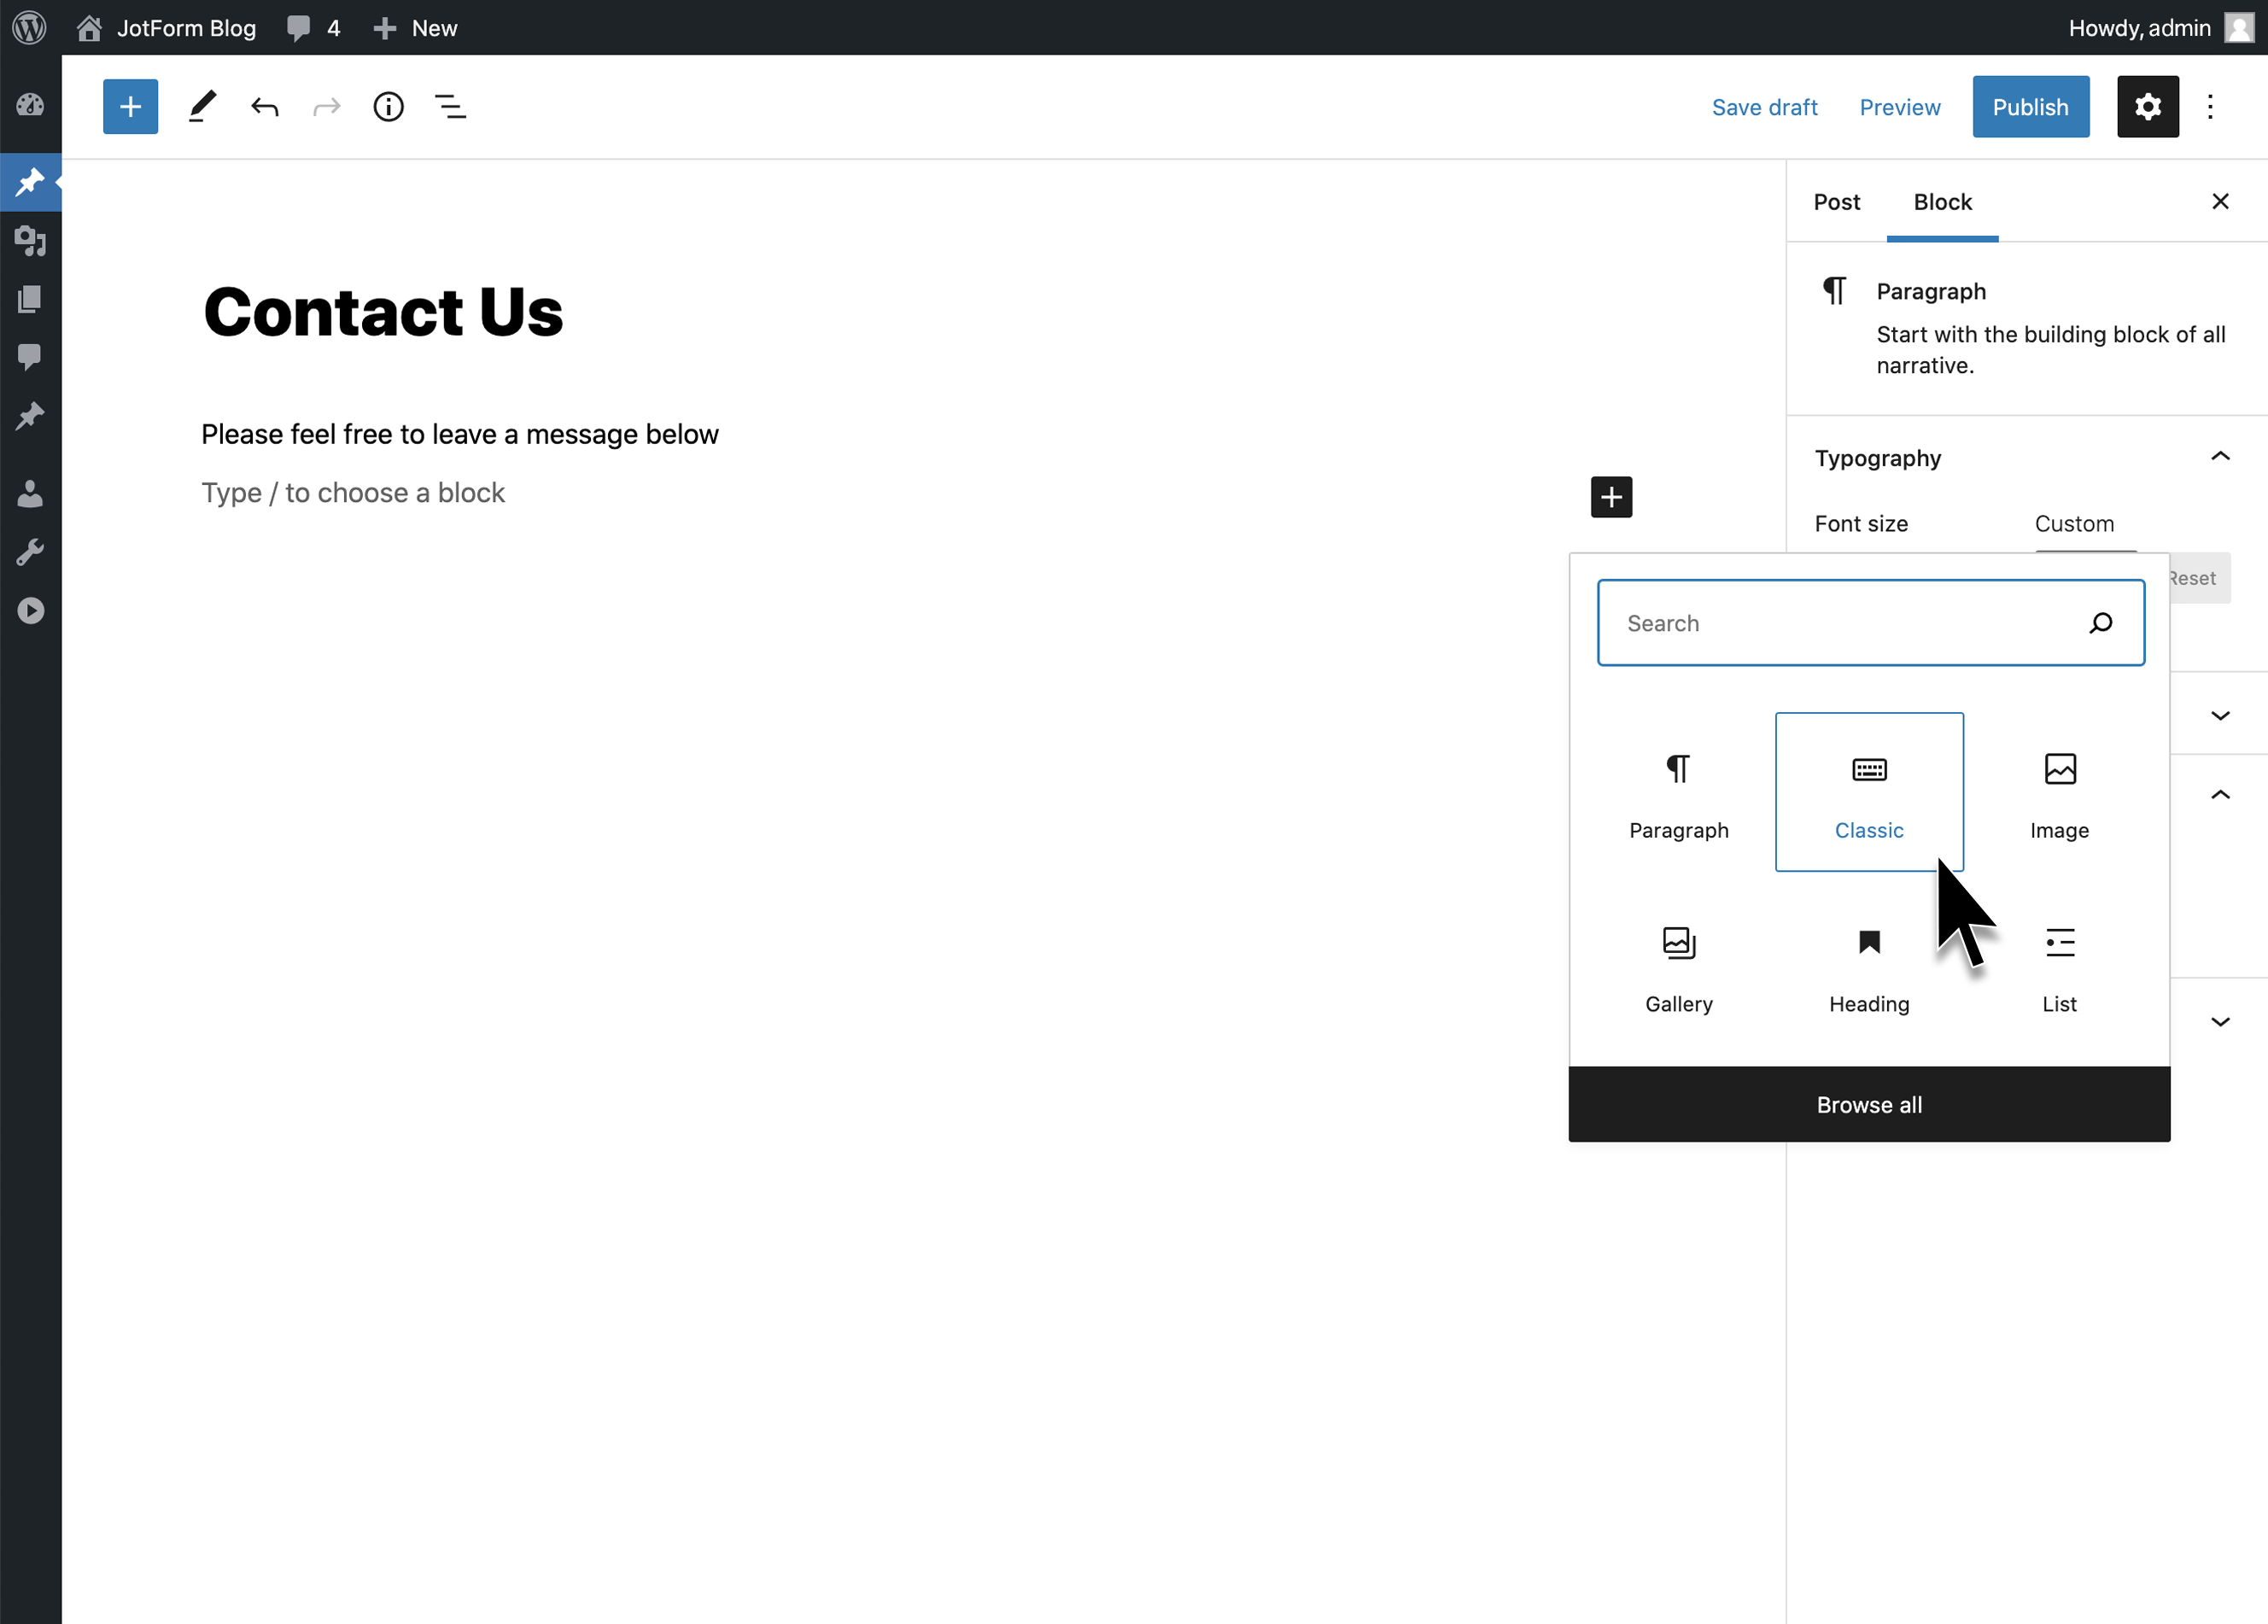 JotForm Blog 4 New Howdy, admin
Save draft Preview Publish
Post Block
Contact Us
Paragraph
Start with the building block of all
narrative.
Please feel free to leave a message below
Type / to choose a block
Typography
Font size Custom
Reset
Search
Paragraph Classic Image
Gallery Heading List
Browse all